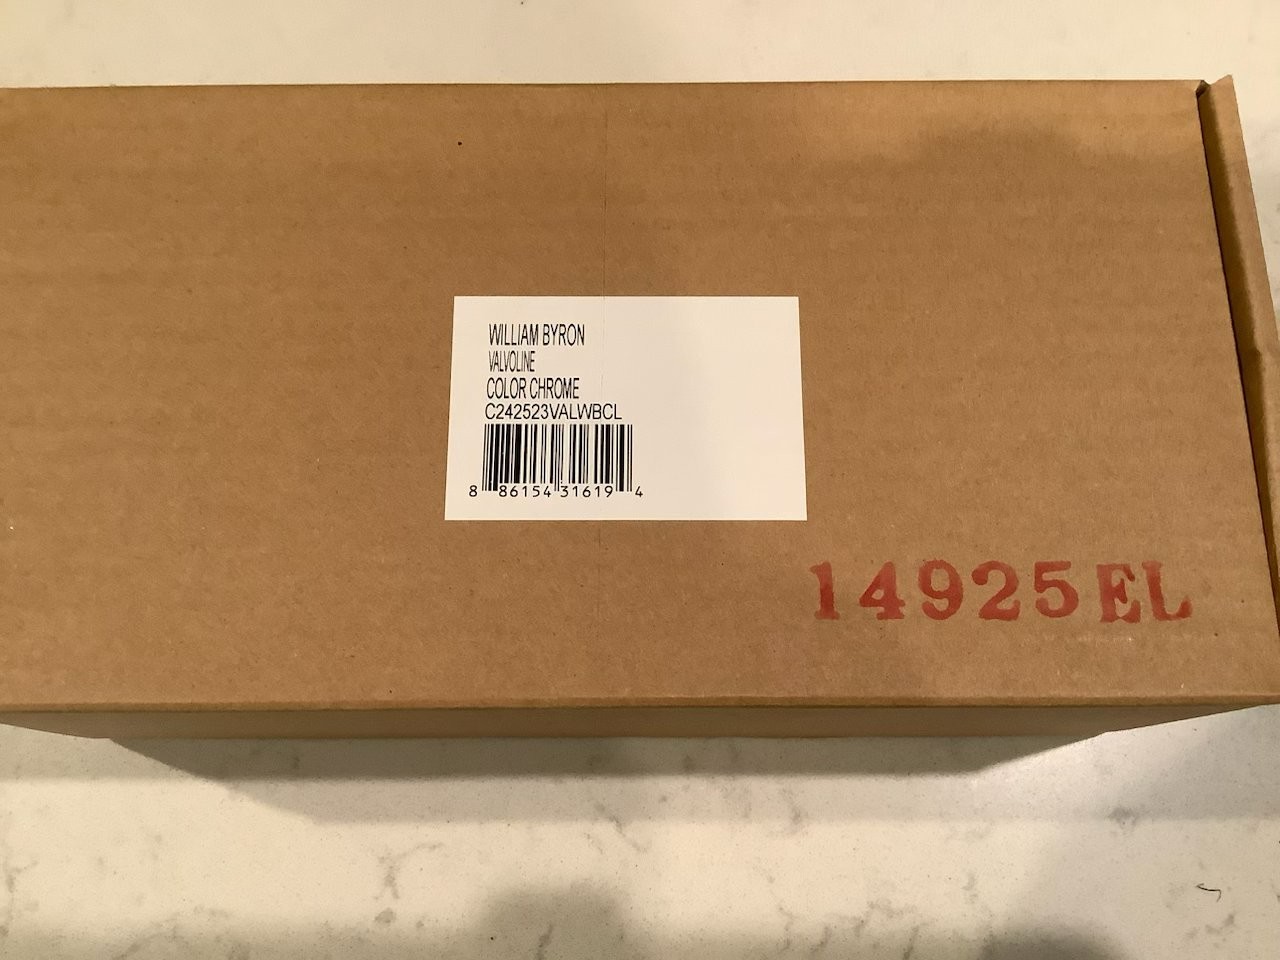 WILLIAM BYRON
VALVOLINE
COLOR CHROME
C242523VALWBCL
8 86154 31619 4
14925EL